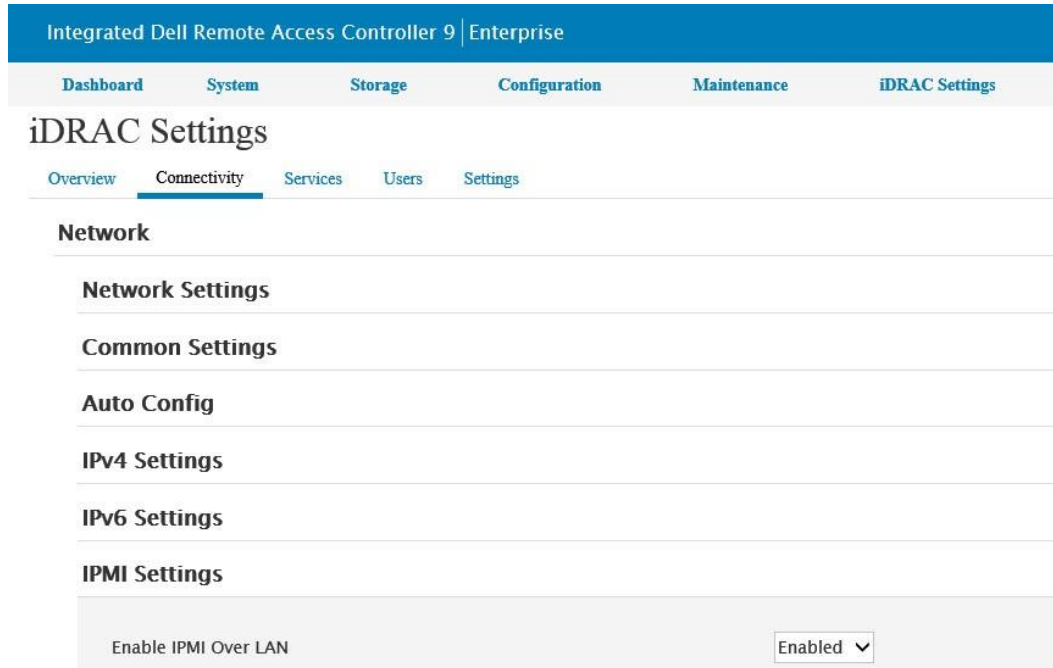 Integrated Dell Remote Access Controller 9 | Enterprise
Dashboard System Storage Configuration Maintenance iDRAC Settings
iDRAC Settings
Overview Connectivity Services Users Settings
Network
Network Settings
Common Settings
Auto Config
IPv4 Settings
IPv6 Settings
IPMI Settings
Enable IPMI Over LAN Enabled